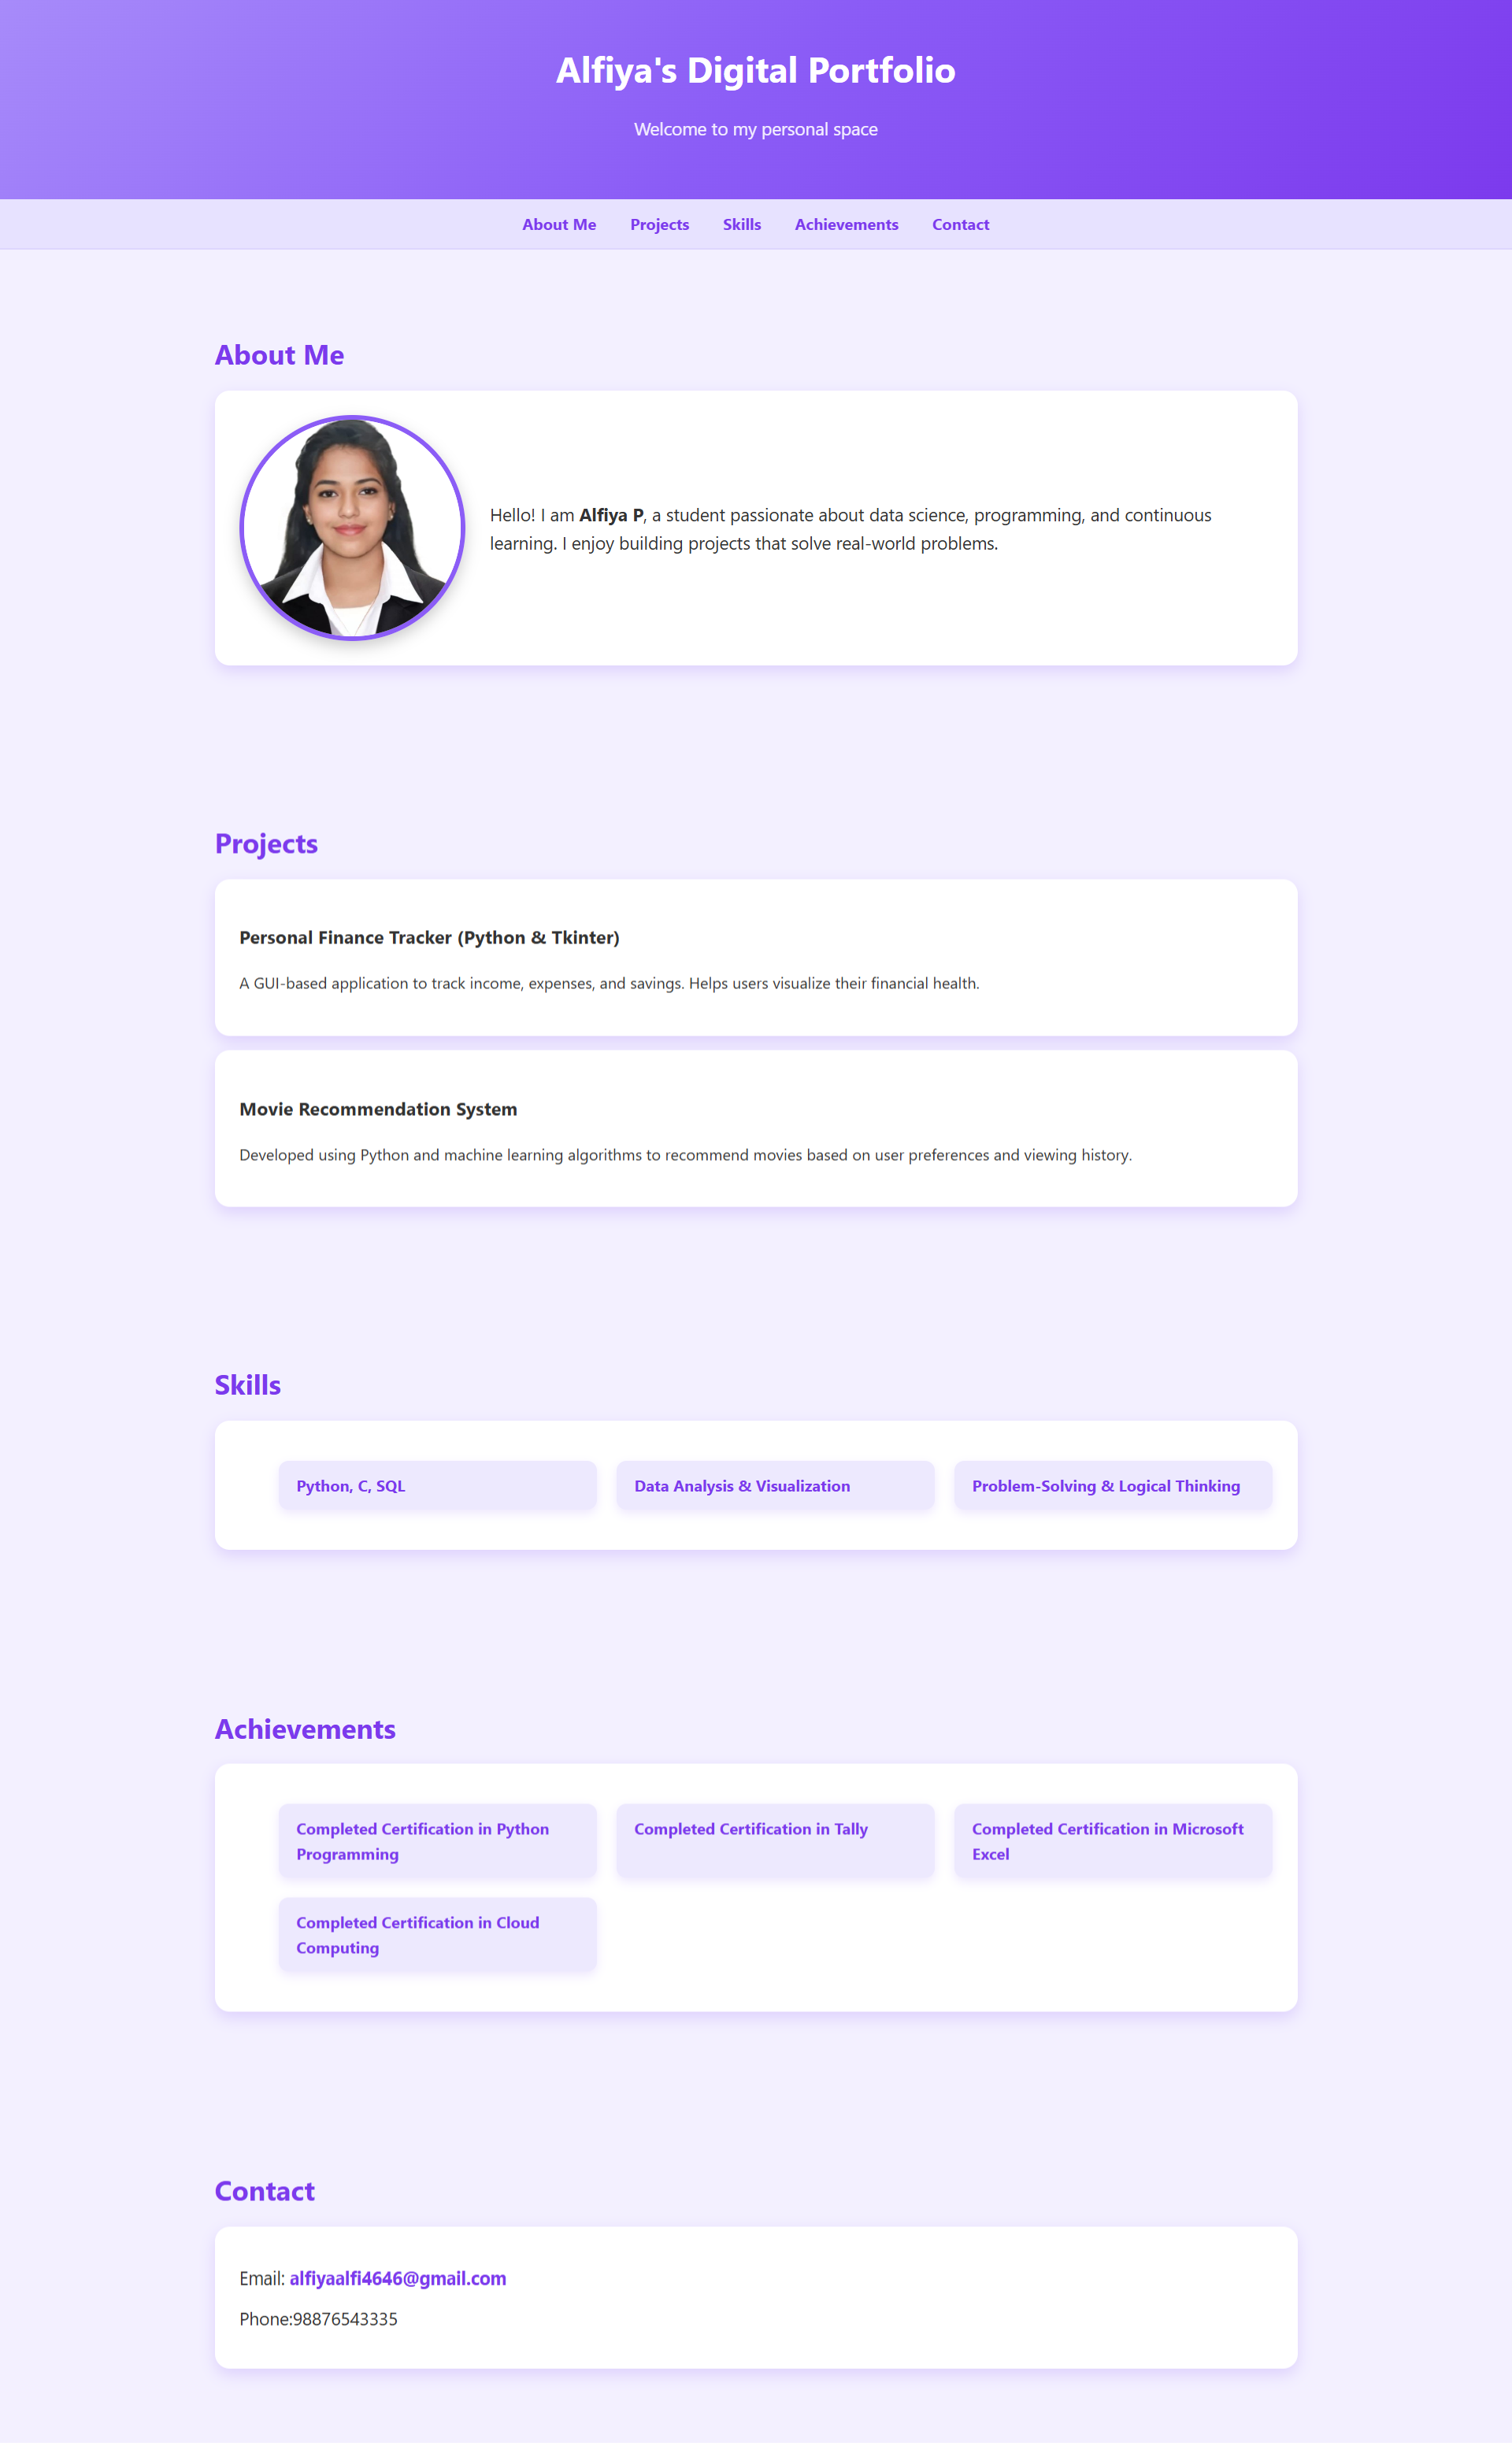 Alfiya's Digital Portfolio
Welcome to my personal space
About Me Projects Skills Achievements Contact
About Me
Hello! I am Alfiya P, a student passionate about data science, programming, and continuous
learning. I enjoy building projects that solve real-world problems.
Projects
Personal Finance Tracker (Python & Tkinter)
A GUI-based application to track income, expenses, and savings. Helps users visualize their financial health.
Movie Recommendation System
Developed using Python and machine learning algorithms to recommend movies based on user preferences and viewing history.
Skills
Python, C, SQL
Data Analysis & Visualization
Problem-Solving & Logical Thinking
Achievements
Completed Certification in Python
Programming
Completed Certification in Tally
Completed Certification in Microsoft
Excel
Completed Certification in Cloud
Computing
Contact
Email: alfiyaalfi4646@gmail.com
Phone:98876543335